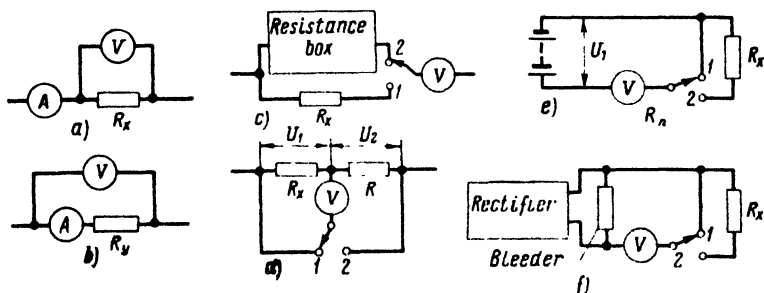 V
A
Rx
a)
V
A
Ry
b)
Resistance
box
2
V
1
Rx
c)
U1
U2
Rx
R
V
1
2
d)
U1
V
1
2
Rn
Rx
e)
Rectifier
Bleeder
V
1
2
Rx
f)